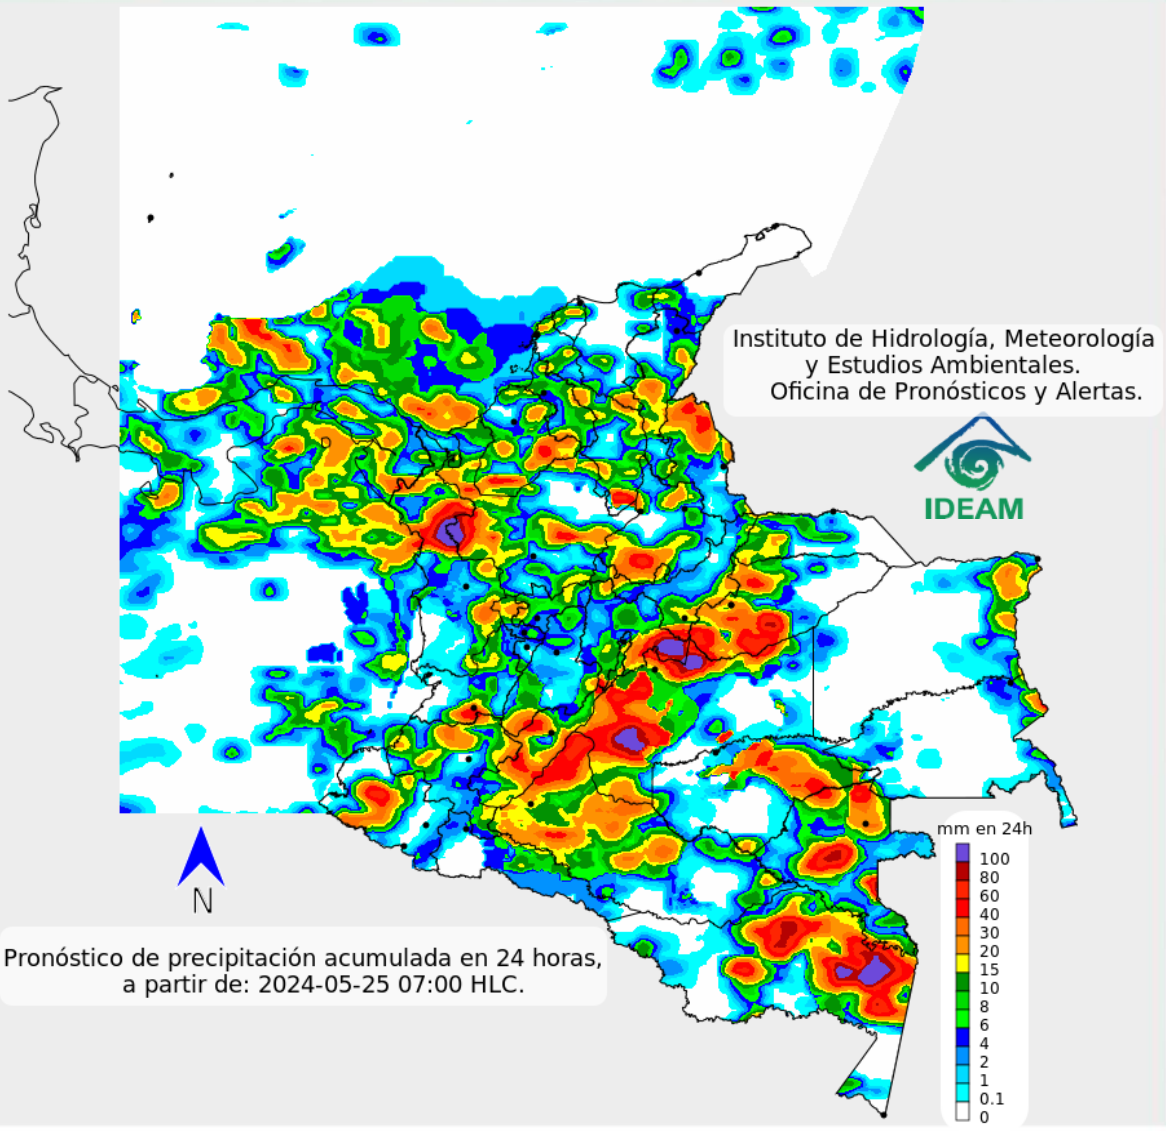 Instituto de Hidrología, Meteorología
y Estudios Ambientales.
Oficina de Pronósticos y Alertas.
IDEAM
mm en 24h
100
80
60
40
30
20
15
10
8
6
4
2
1
0.1
0
N
Pronóstico de precipitación acumulada en 24 horas,
a partir de: 2024-05-25 07:00 HLC.